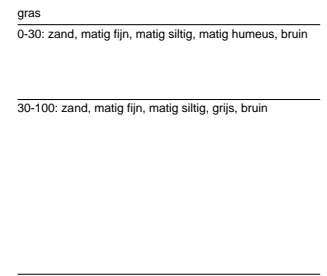 gras
0-30: zand, matig fijn, matig siltig, matig humeus, bruin
30-100: zand, matig fijn, matig siltig, grijs, bruin